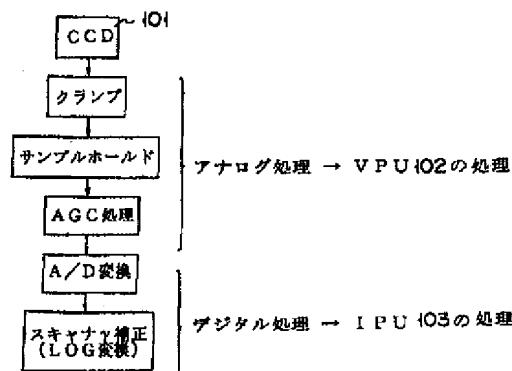 CCD 101
クランプ
サンプルホールド
アナログ処理 → VPU102の処理
AGC処理
A/D変換
デジタル処理 → IPU103の処理
スキャナγ補正
(LOG変換)